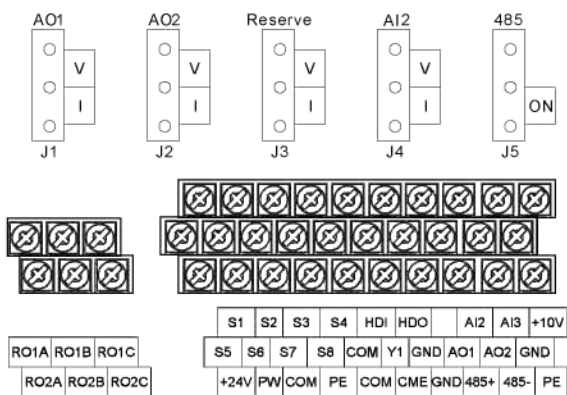 AO1 AO2 Reserve AI2 485
V V V V
I I I I ON
J1 J2 J3 J4 J5
S1 S2 S3 S4 HDI HDO AI2 AI3 +10V
RO1A RO1B RO1C S5 S6 S7 S8 COM Y1 GND AO1 AO2 GND
RO2A RO2B RO2C +24V PW COM PE COM CME GND 485+ 485- PE